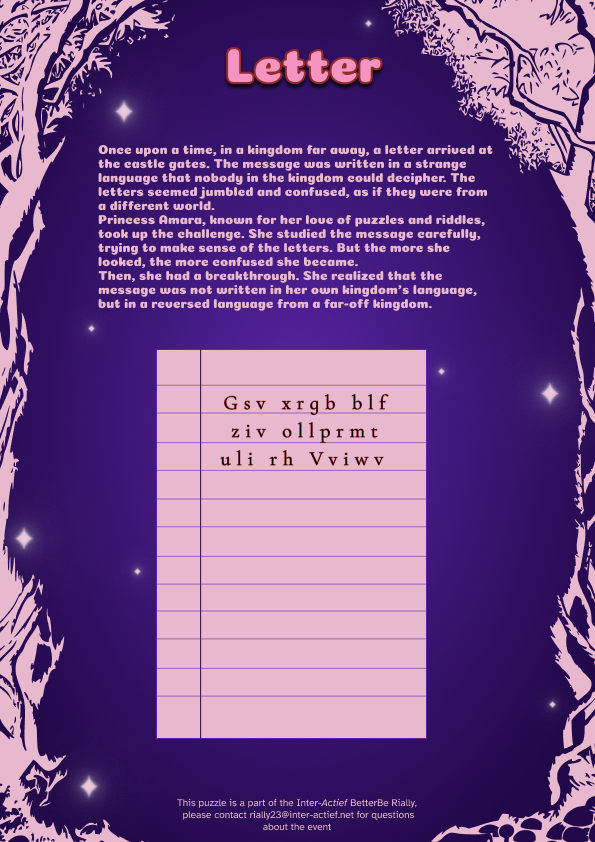 Letter
Once upon a time, in a kingdom far away, a letter arrived at
the castle gates. The message was written in a strange
language that nobody in the kingdom could decipher. The
letters seemed jumbled and confused, as if they were from
a different world.
Princess Amara, known for her love of puzzles and riddles,
took up the challenge. She studied the message carefully,
trying to make sense of the letters. But the more she
looked, the more confused she became.
Then, she had a breakthrough. She realized that the
message was not written in her own kingdom's language,
but in a reversed language from a far-off kingdom.
Gsv xrgb blf
ziv ollprmt
uli rh Vviwv
This puzzle is a part of the Inter-Actief BetterBe Rially,
please contact rially23@inter-actief.net for questions
about the event